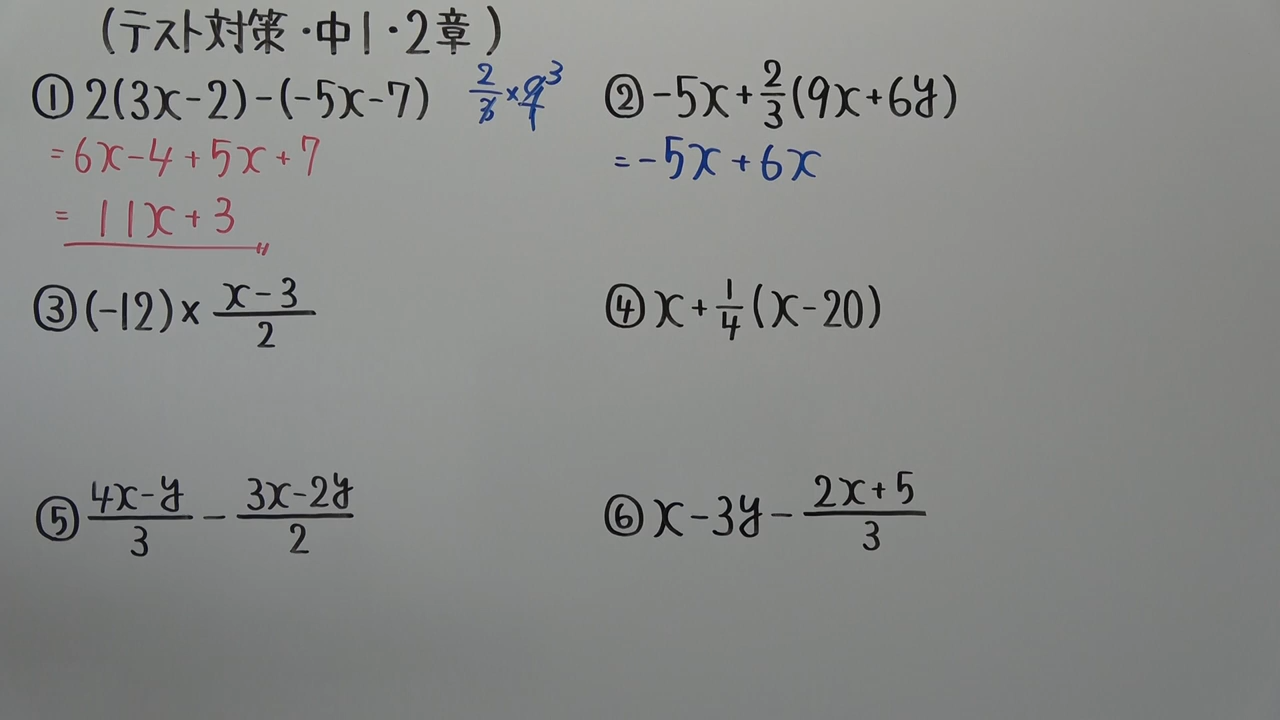 (テスト対策・中1・2章)
① 2(3x-2)-(-5x-7)
=6x-4+5x+7
= 11x+3
2/3 × 9/1 3
② -5x+2/3(9x+6y)
=-5x+6x
③ (-12)× (x-3)/2
④ x+1/4(x-20)
⑤ (4x-y)/3 - (3x-2y)/2
⑥ x-3y- (2x+5)/3